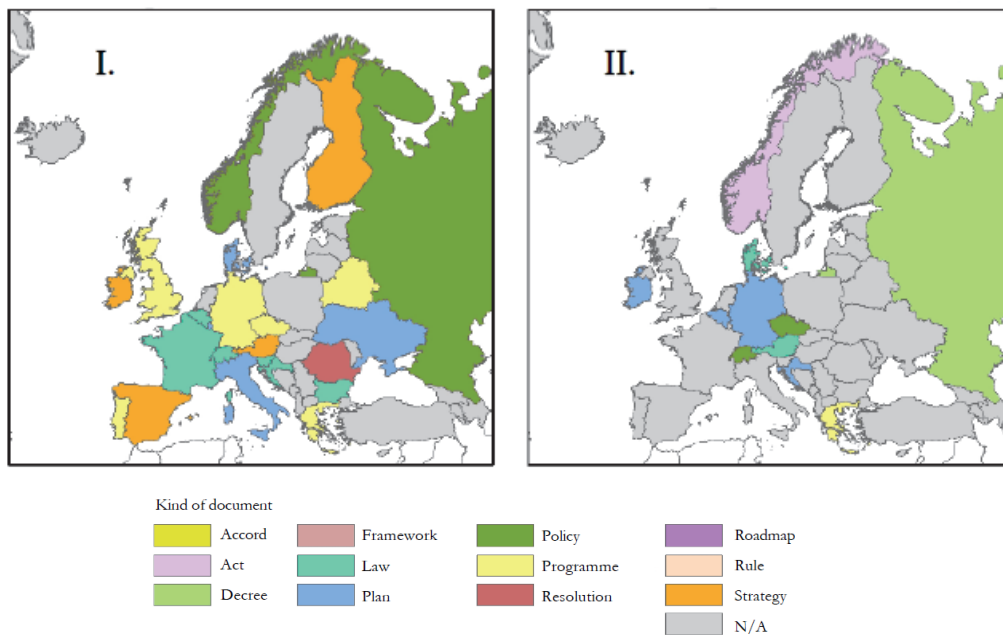 I.
II.
Kind of document
Accord
Framework
Policy
Roadmap
Act
Law
Programme
Rule
Decree
Plan
Resolution
Strategy
N/A